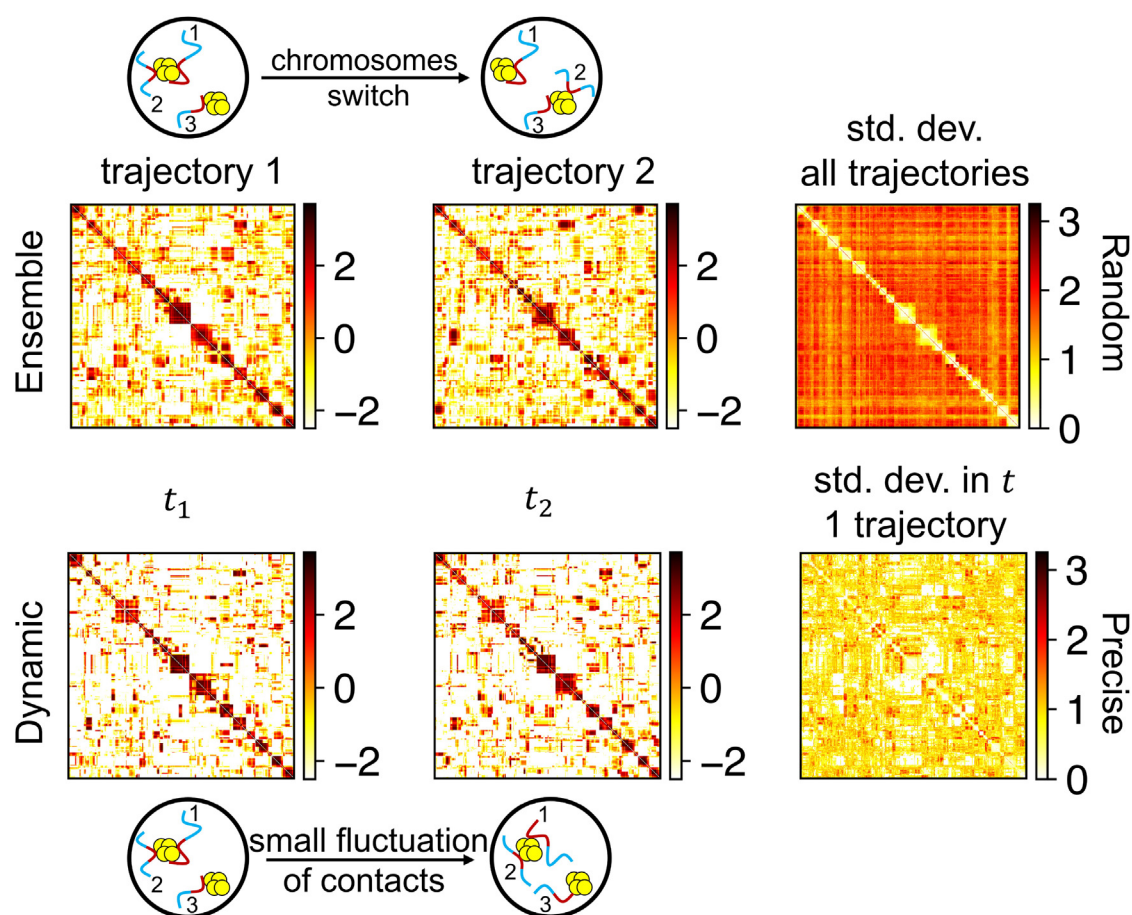 1
2
3
chromosomes
switch
2
3
trajectory 1
trajectory 2
std. dev.
all trajectories
Ensemble
2
0
−2
2
0
−2
3
2
1
0
Random
t₁
t₂
std. dev. in t
1 trajectory
Dynamic
2
0
−2
2
0
−2
3
2
1
0
Precise
1
2
3
small fluctuation
of contacts
1
2
3